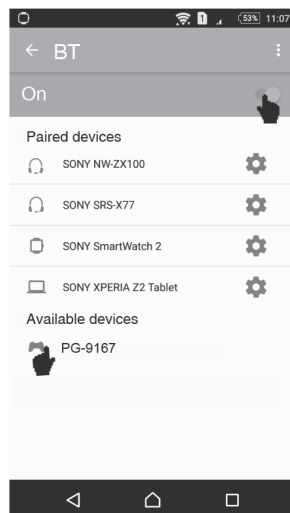 1 53% 11:07
BT
On
Paired devices
SONY NW-ZX100
SONY SRS-X77
SONY SmartWatch 2
SONY XPERIA Z2 Tablet
Available devices
PG-9167